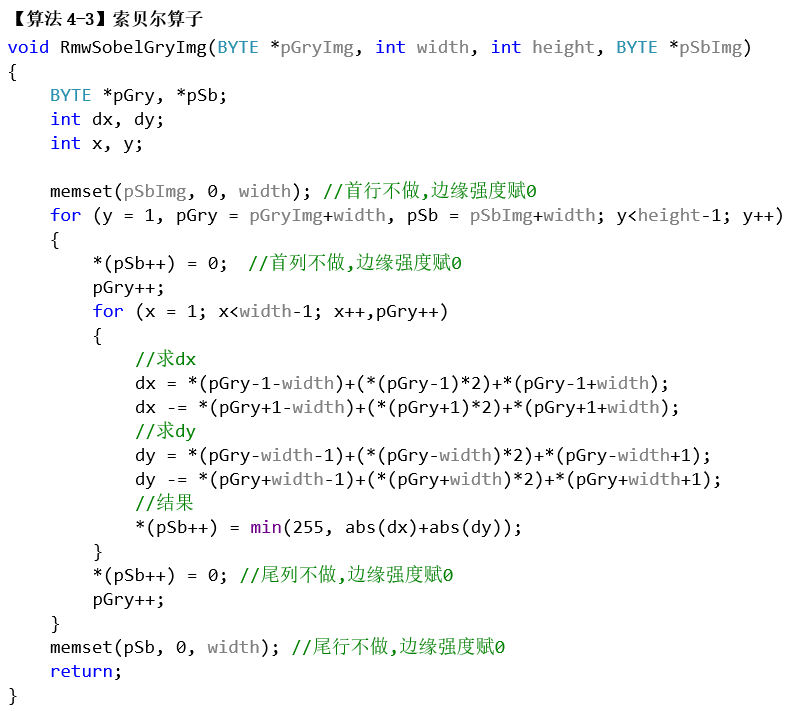 【算法 4-3】索贝尔算子
void RmwSobelGryImg(BYTE *pGryImg, int width, int height, BYTE *pSbImg)
{
    BYTE *pGry, *pSb;
    int dx, dy;
    int x, y;

    memset(pSbImg, 0, width); //首行不做,边缘强度赋0
    for (y = 1, pGry = pGryImg+width, pSb = pSbImg+width; y<height-1; y++)
    {
        *(pSb++) = 0;  //首列不做,边缘强度赋0
        pGry++;
        for (x = 1; x<width-1; x++,pGry++)
        {
            //求dx
            dx = *(pGry-1-width)+(*(pGry-1)*2)+*(pGry-1+width);
            dx -= *(pGry+1-width)+(*(pGry+1)*2)+*(pGry+1+width);
            //求dy
            dy = *(pGry-width-1)+(*(pGry-width)*2)+*(pGry-width+1);
            dy -= *(pGry+width-1)+(*(pGry+width)*2)+*(pGry+width+1);
            //结果
            *(pSb++) = min(255, abs(dx)+abs(dy));
        }
        *(pSb++) = 0; //尾列不做,边缘强度赋0
        pGry++;
    }
    memset(pSb, 0, width); //尾行不做,边缘强度赋0
    return;
}